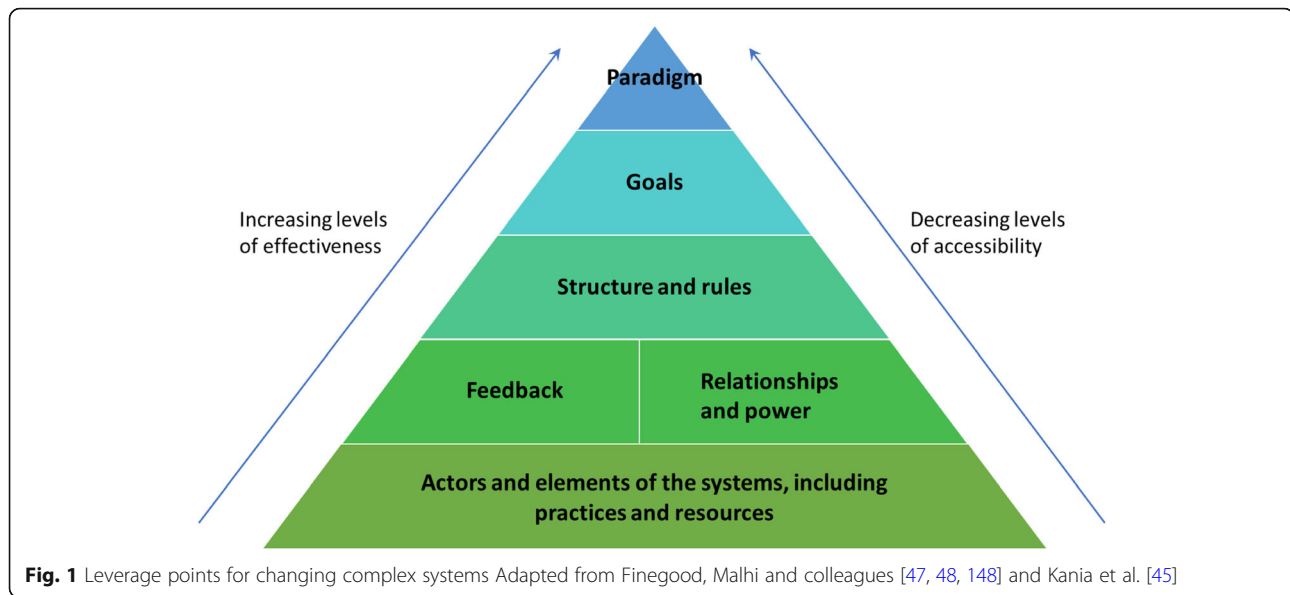 Paradigm
Goals
Increasing levels
of effectiveness
Decreasing levels
of accessibility
Structure and rules
Feedback
Relationships
and power
Actors and elements of the systems, including
practices and resources
Fig. 1 Leverage points for changing complex systems Adapted from Finegood, Malhi and colleagues [47, 48, 148] and Kania et al. [45]